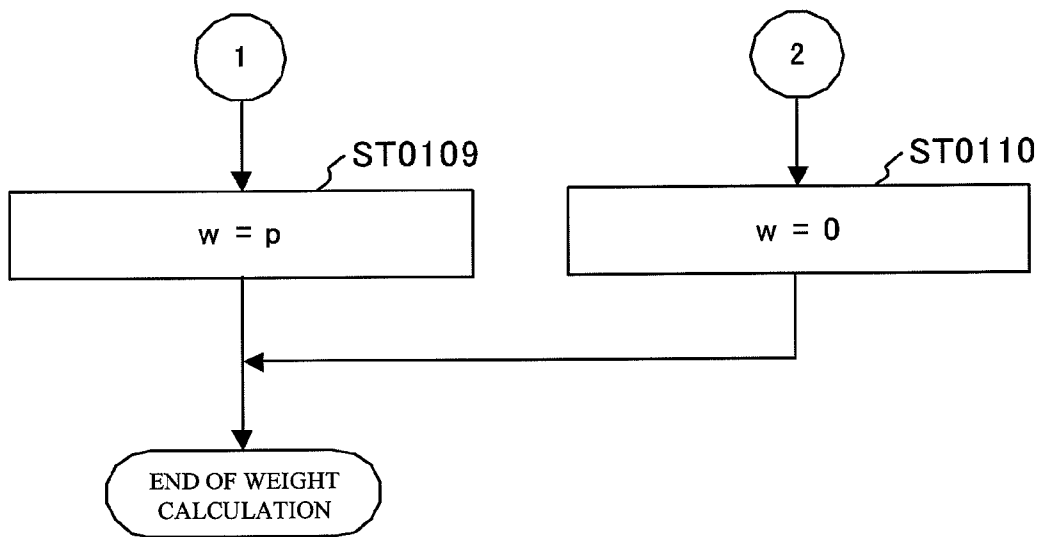 1
2
ST0109
ST0110
w = p
w = 0
END OF WEIGHT
CALCULATION